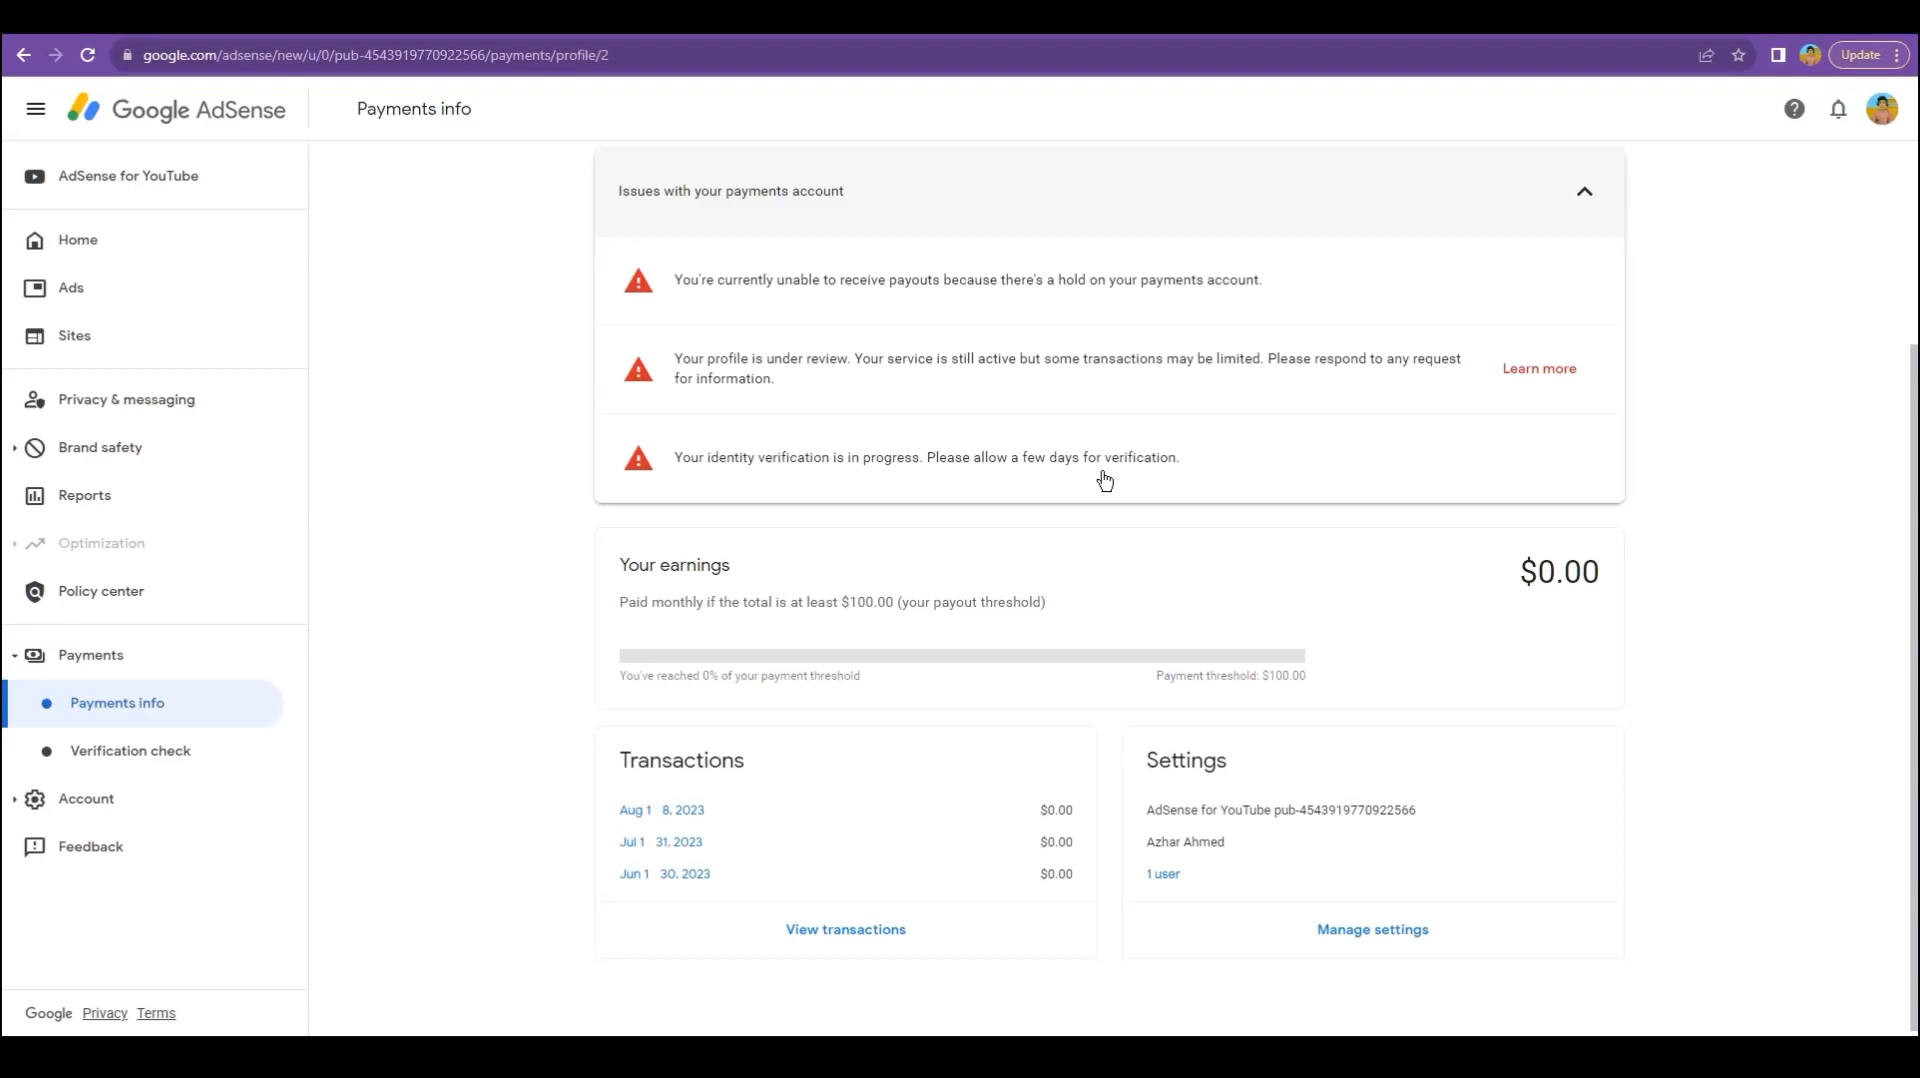 google.com/adsense/new/u/0/pub-4543919770922566/payments/profile/2
Update
Google AdSense
Payments info
AdSense for YouTube
Home
Ads
Sites
Privacy & messaging
Brand safety
Reports
Optimization
Policy center
Payments
Payments info
Verification check
Account
Feedback
Google Privacy Terms
Issues with your payments account
You're currently unable to receive payouts because there's a hold on your payments account.
Your profile is under review. Your service is still active but some transactions may be limited. Please respond to any request
for information.
Learn more
Your identity verification is in progress. Please allow a few days for verification.
Your earnings
$0.00
Paid monthly if the total is at least $100.00 (your payout threshold)
You've reached 0% of your payment threshold
Payment threshold: $100.00
Transactions
Aug 1 8, 2023 $0.00
Jul 1 31, 2023 $0.00
Jun 1 30, 2023 $0.00
View transactions
Settings
AdSense for YouTube pub-4543919770922566
Azhar Ahmed
1 user
Manage settings